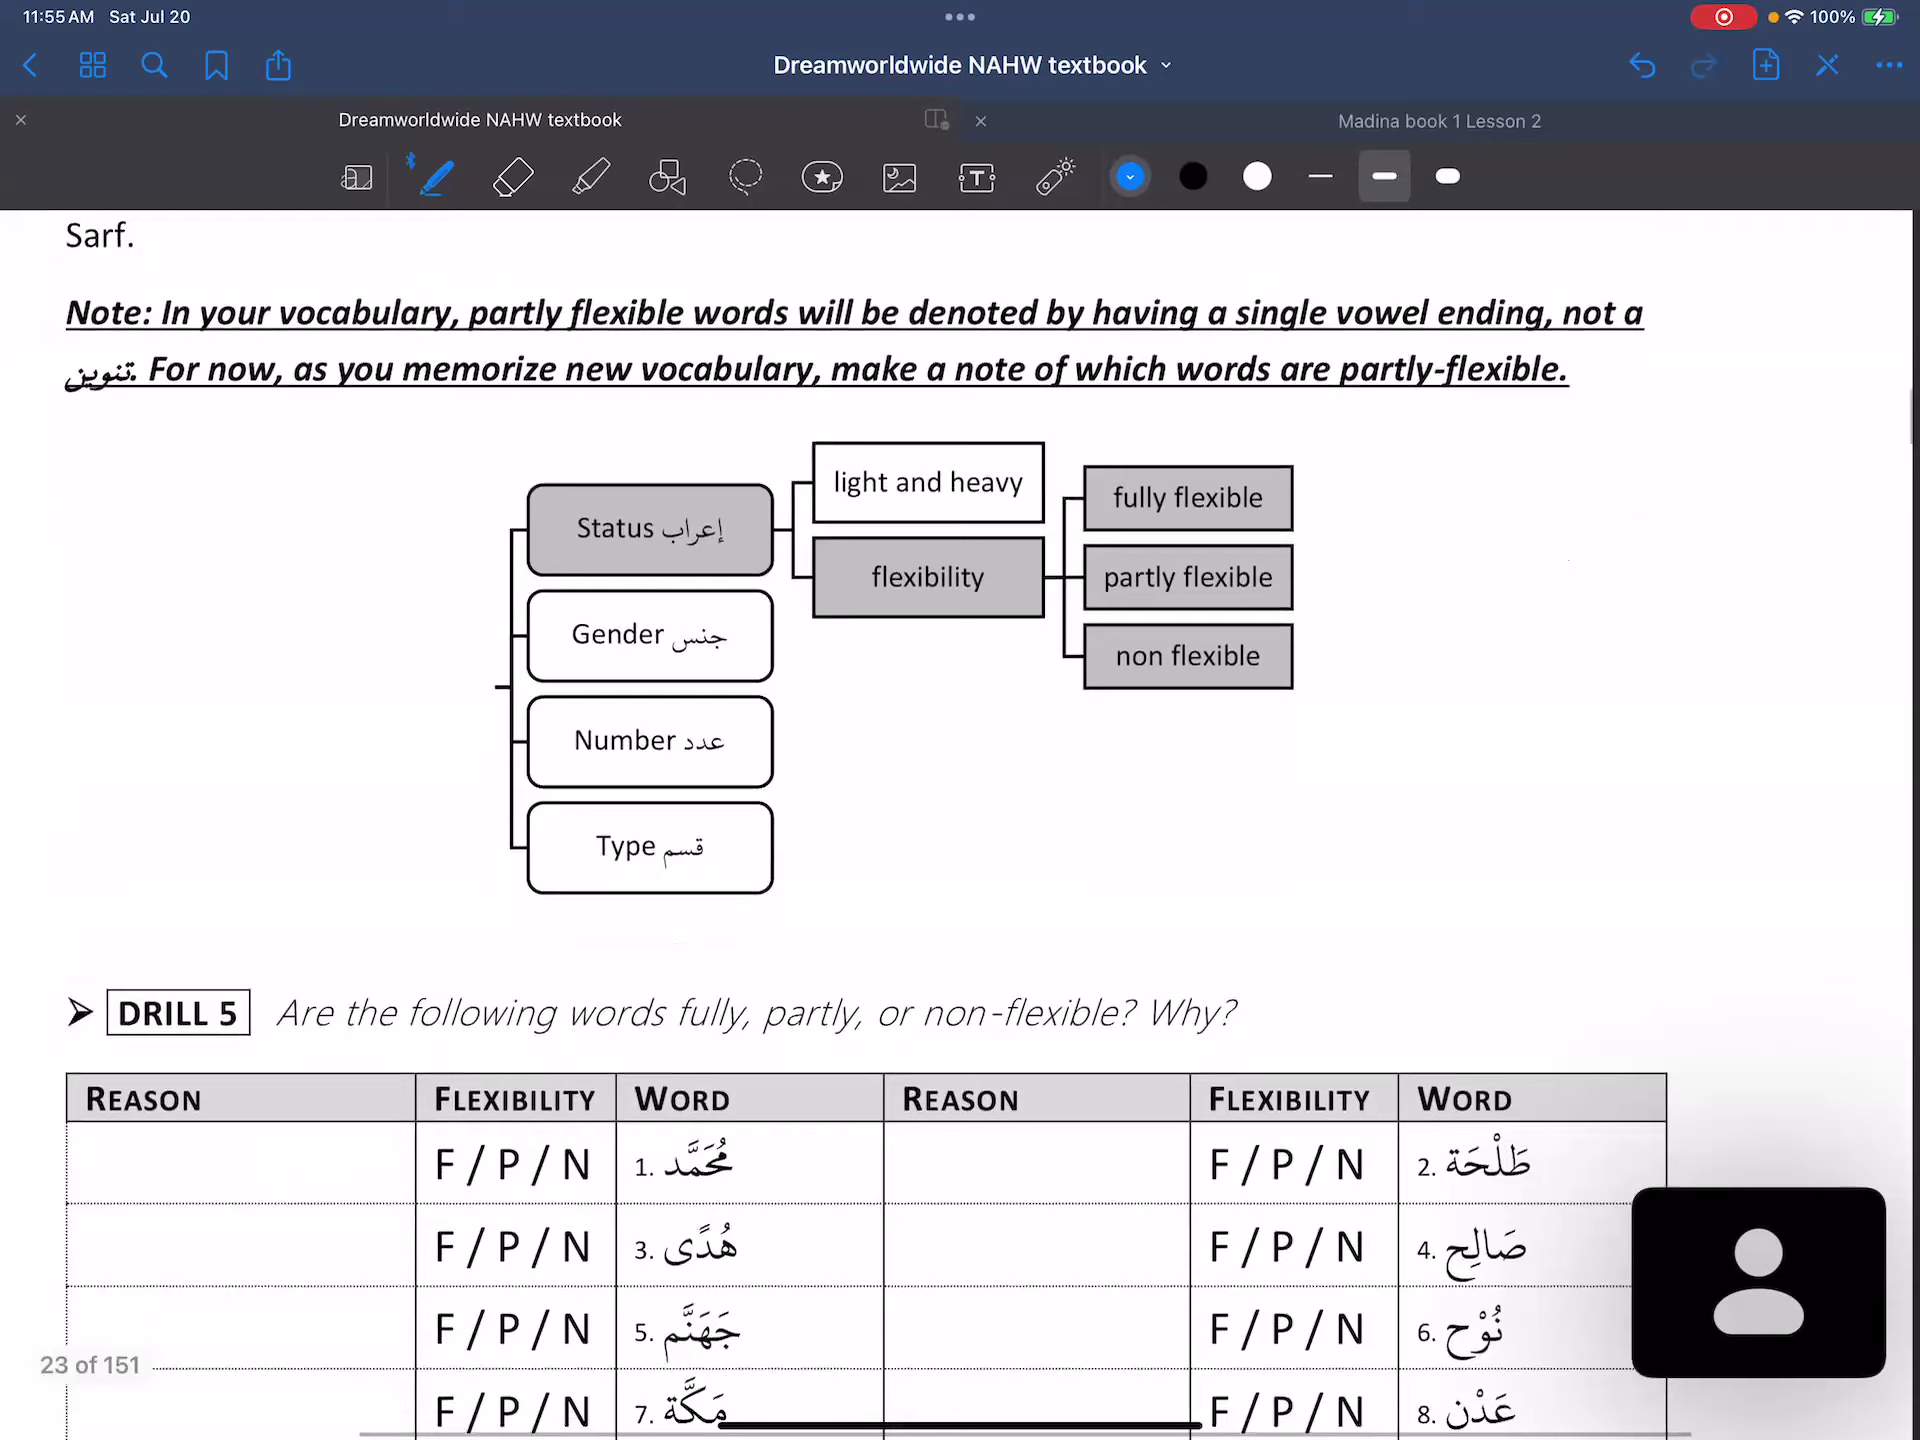 11:55 AM Sat Jul 20
100%
Dreamworldwide NAHW textbook
Dreamworldwide NAHW textbook
Madina book 1 Lesson 2
Sarf.
Note: In your vocabulary, partly flexible words will be denoted by having a single vowel ending, not a
تنوين. For now, as you memorize new vocabulary, make a note of which words are partly-flexible.
light and heavy
fully flexible
Status إعراب
flexibility
partly flexible
Gender جنس
non flexible
Number عدد
Type قسم
➢ DRILL 5 Are the following words fully, partly, or non-flexible? Why?
REASON FLEXIBILITY WORD REASON FLEXIBILITY WORD
F / P / N 1. مُحَمَّد F / P / N 2. طَلْحَة
F / P / N 3. هُدًى F / P / N 4. صَالِح
F / P / N 5. جَهَنَّم F / P / N 6. نُوْح
23 of 151
F / P / N 7. مَكَّة F / P / N 8. عَدْن